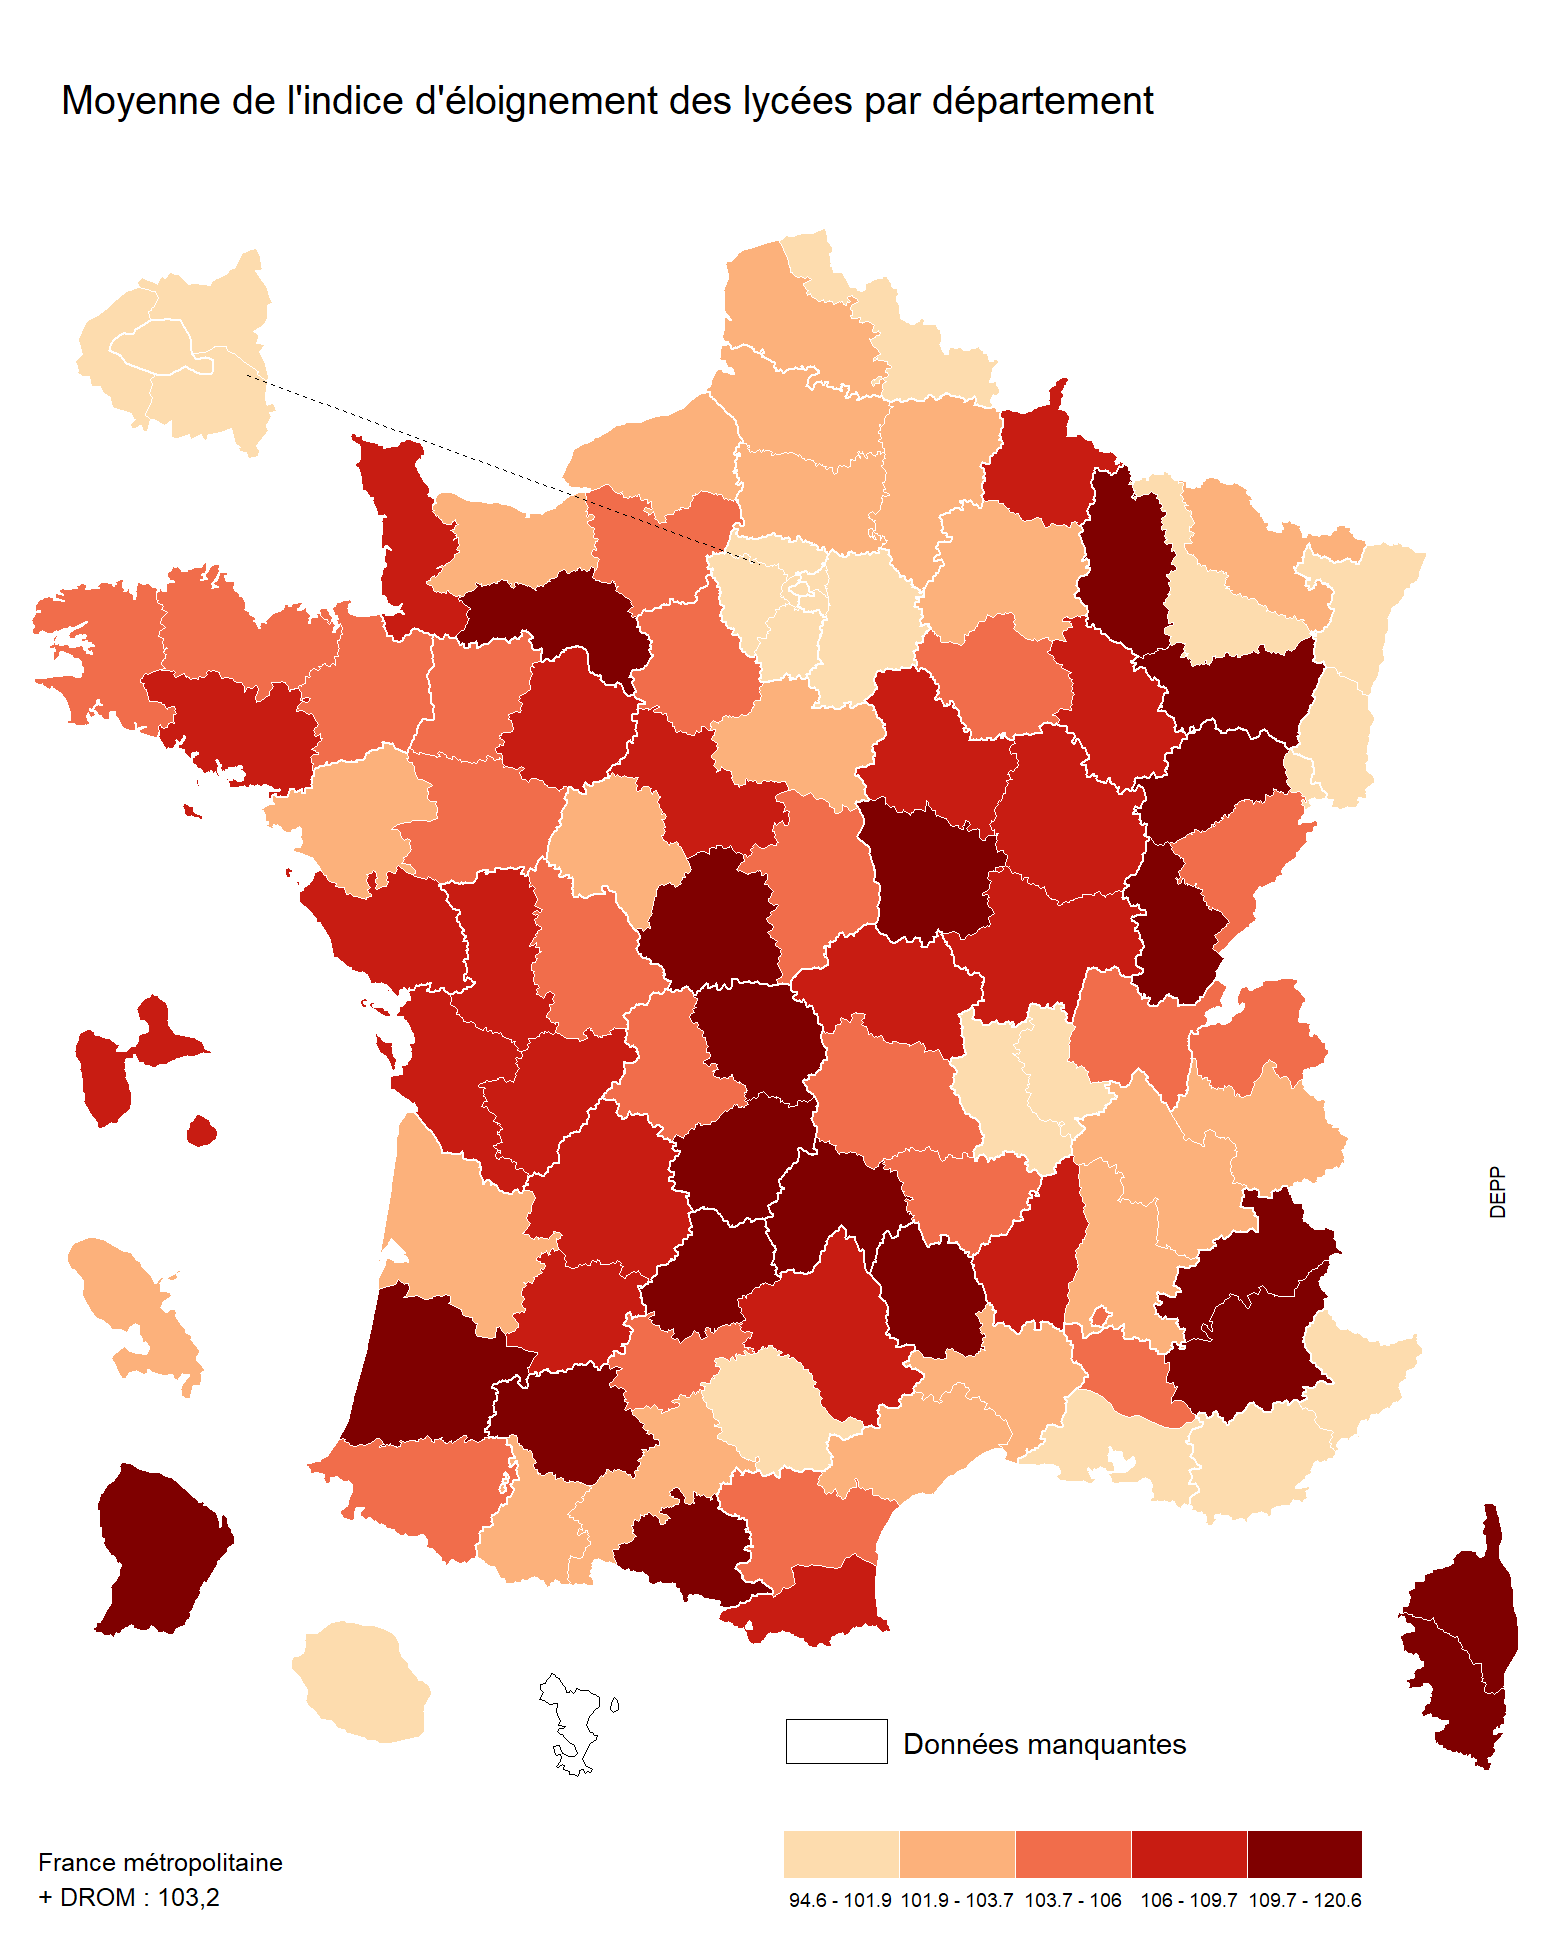 Moyenne de l'indice d'éloignement des lycées par département
DEPP
Données manquantes
France métropolitaine
+ DROM : 103,2
94.6 - 101.9 101.9 - 103.7 103.7 - 106 106 - 109.7 109.7 - 120.6